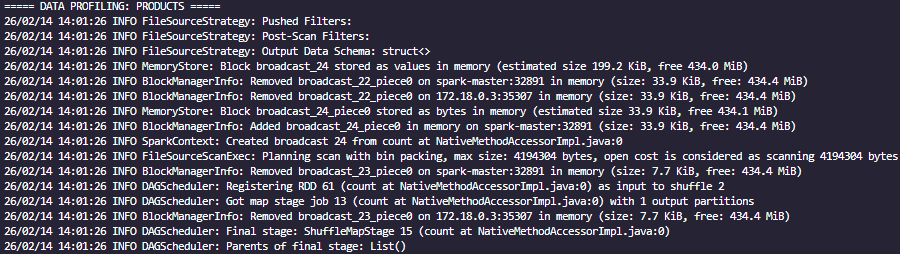 ===== DATA PROFILING: PRODUCTS =====
26/02/14 14:01:26 INFO FileSourceStrategy: Pushed Filters:
26/02/14 14:01:26 INFO FileSourceStrategy: Post-Scan Filters:
26/02/14 14:01:26 INFO FileSourceStrategy: Output Data Schema: struct<>
26/02/14 14:01:26 INFO MemoryStore: Block broadcast_24 stored as values in memory (estimated size 199.2 KiB, free 434.0 MiB)
26/02/14 14:01:26 INFO BlockManagerInfo: Removed broadcast_22_piece0 on spark-master:32891 in memory (size: 33.9 KiB, free: 434.4 MiB)
26/02/14 14:01:26 INFO BlockManagerInfo: Removed broadcast_22_piece0 on 172.18.0.3:35307 in memory (size: 33.9 KiB, free: 434.4 MiB)
26/02/14 14:01:26 INFO MemoryStore: Block broadcast_24_piece0 stored as bytes in memory (estimated size 33.9 KiB, free 434.1 MiB)
26/02/14 14:01:26 INFO BlockManagerInfo: Added broadcast_24_piece0 in memory on spark-master:32891 (size: 33.9 KiB, free: 434.4 MiB)
26/02/14 14:01:26 INFO SparkContext: Created broadcast 24 from count at NativeMethodAccessorImpl.java:0
26/02/14 14:01:26 INFO FileSourceScanExec: Planning scan with bin packing, max size: 4194304 bytes, open cost is considered as scanning 4194304 bytes
26/02/14 14:01:26 INFO BlockManagerInfo: Removed broadcast_23_piece0 on spark-master:32891 in memory (size: 7.7 KiB, free: 434.4 MiB)
26/02/14 14:01:26 INFO DAGScheduler: Registering RDD 61 (count at NativeMethodAccessorImpl.java:0) as input to shuffle 2
26/02/14 14:01:26 INFO DAGScheduler: Got map stage job 13 (count at NativeMethodAccessorImpl.java:0) with 1 output partitions
26/02/14 14:01:26 INFO BlockManagerInfo: Removed broadcast_23_piece0 on 172.18.0.3:35307 in memory (size: 7.7 KiB, free: 434.4 MiB)
26/02/14 14:01:26 INFO DAGScheduler: Final stage: ShuffleMapStage 15 (count at NativeMethodAccessorImpl.java:0)
26/02/14 14:01:26 INFO DAGScheduler: Parents of final stage: List()